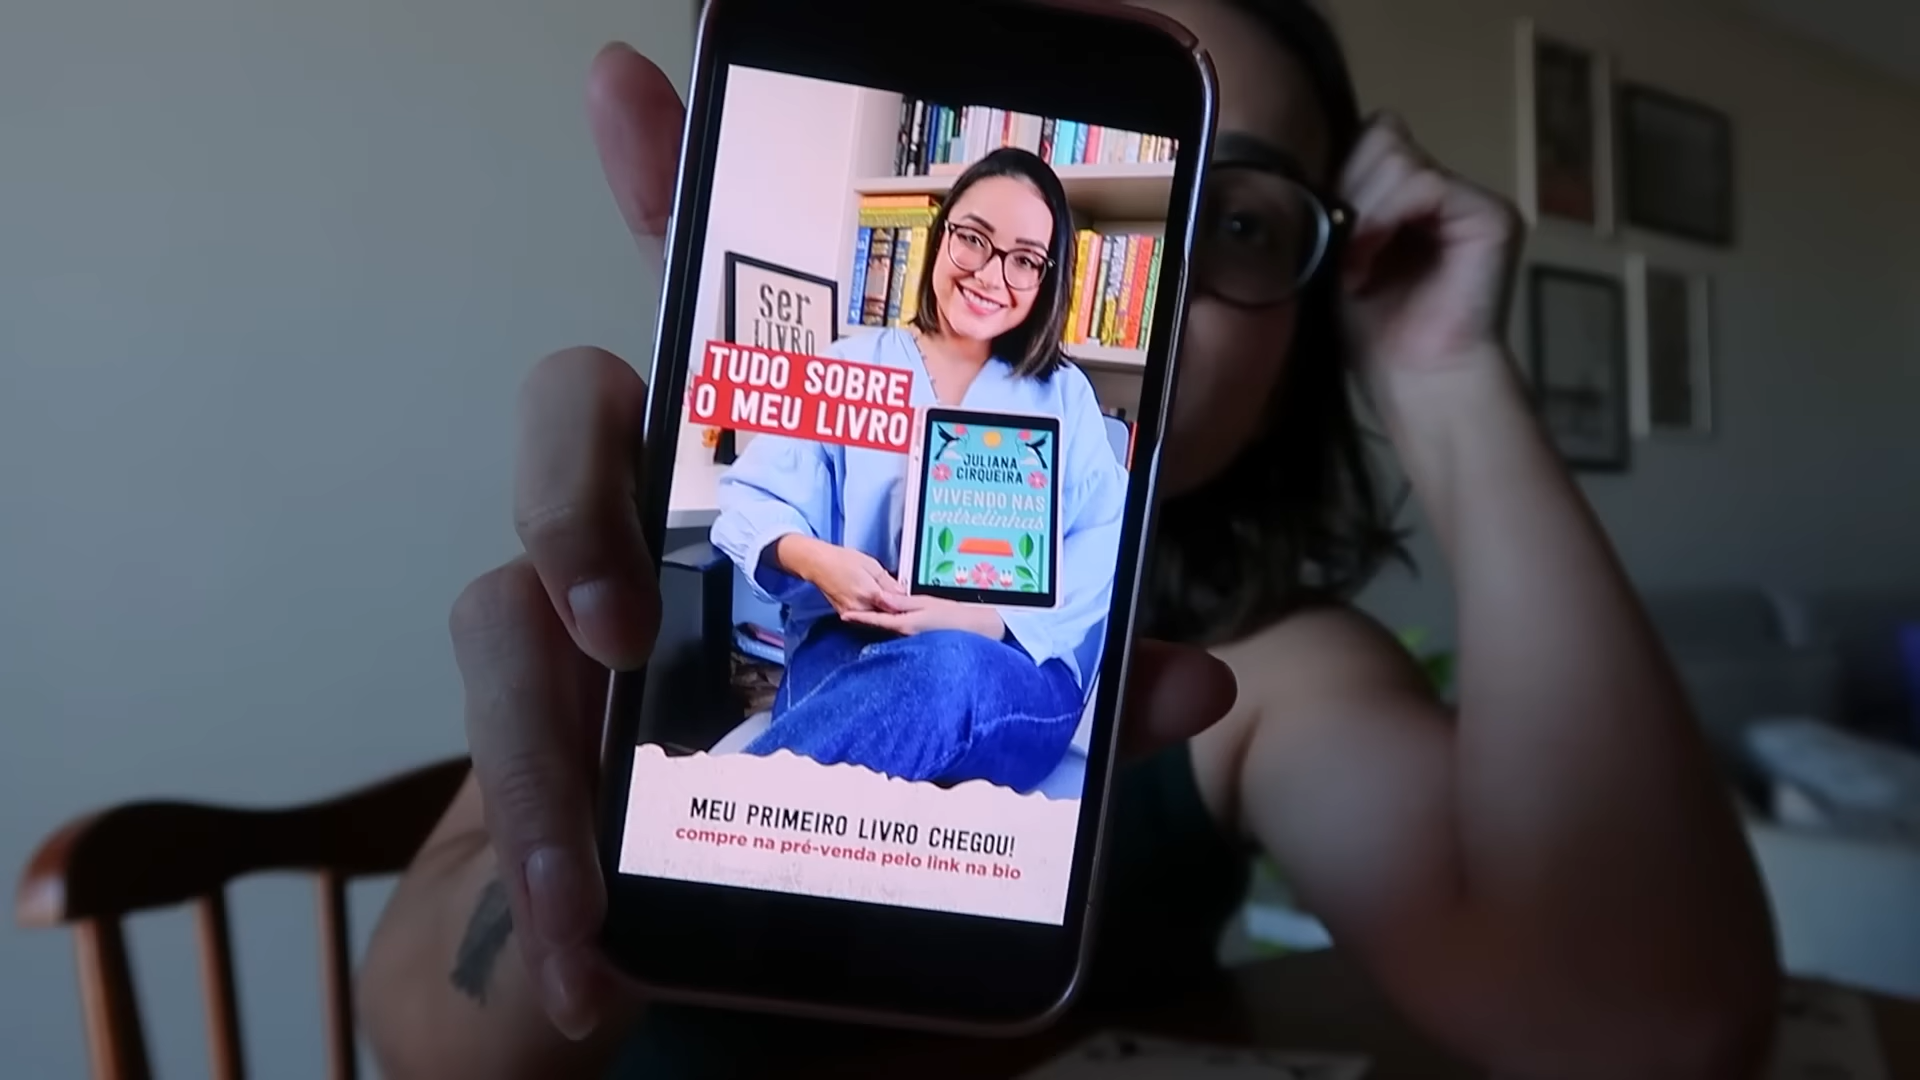 ser
LIVRO
TUDO SOBRE
O MEU LIVRO
JULIANA
CIRQUEIRA
VIVENDO NAS
entrelinhas
MEU PRIMEIRO LIVRO CHEGOU!
compre na pré-venda pelo link na bio